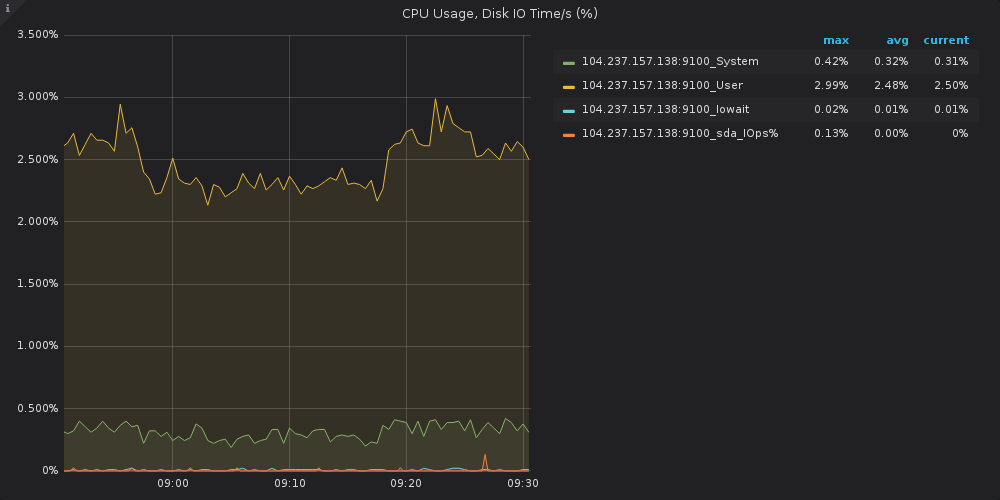 i
CPU Usage, Disk IO Time/s (%)
3.500%
3.000%
2.500%
2.000%
1.500%
1.000%
0.500%
0%
09:00 09:10 09:20 09:30
max avg current
104.237.157.138:9100_System 0.42% 0.32% 0.31%
104.237.157.138:9100_User 2.99% 2.48% 2.50%
104.237.157.138:9100_Iowait 0.02% 0.01% 0.01%
104.237.157.138:9100_sda_IOps% 0.13% 0.00% 0%